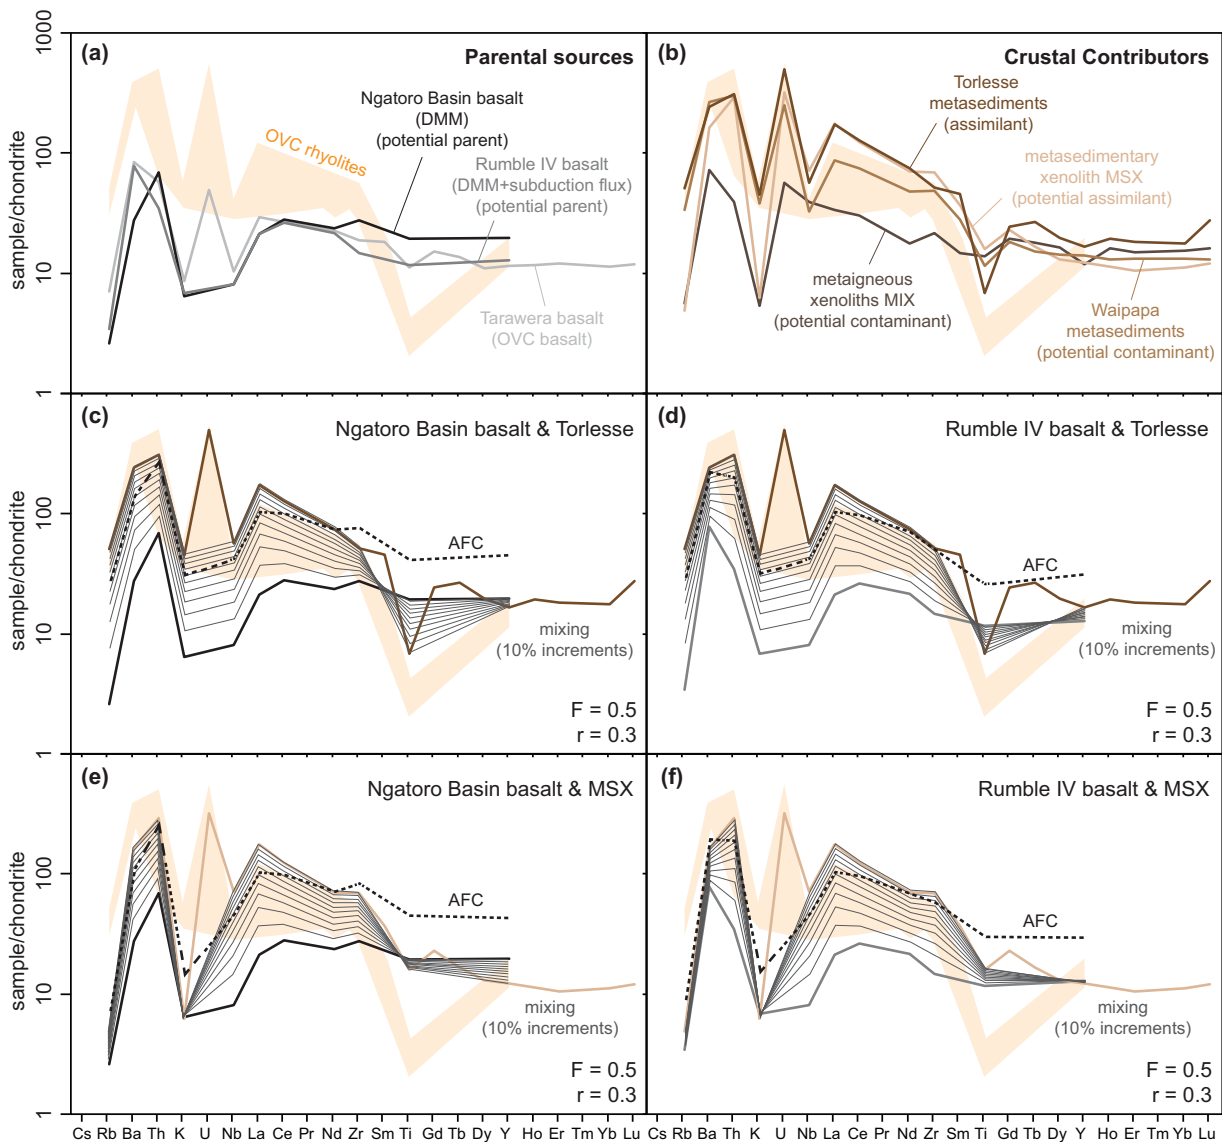 (a)
Parental sources
Ngatoro Basin basalt
(DMM)
(potential parent)
OVC rhyolites
Rumble IV basalt
(DMM+subduction flux)
(potential parent)
Tarawera basalt
(OVC basalt)
sample/chondrite
1000
100
10
1
(b)
Crustal Contributors
Torlesse
metasediments
(assimilant)
metasedimentary
xenolith MSX
(potential assimilant)
metaigneous
xenoliths MIX
(potential contaminant)
Waipapa
metasediments
(potential contaminant)
(c)
Ngatoro Basin basalt & Torlesse
AFC
mixing
(10% increments)
F = 0.5
r = 0.3
sample/chondrite
100
10
1
(d)
Rumble IV basalt & Torlesse
AFC
mixing
(10% increments)
F = 0.5
r = 0.3
(e)
Ngatoro Basin basalt & MSX
AFC
mixing
(10% increments)
F = 0.5
r = 0.3
sample/chondrite
100
10
1
(f)
Rumble IV basalt & MSX
AFC
mixing
(10% increments)
F = 0.5
r = 0.3
Cs Rb Ba Th K U Nb La Ce Pr Nd Zr Sm Ti Gd Tb Dy Y Ho Er Tm Yb Lu
Cs Rb Ba Th K U Nb La Ce Pr Nd Zr Sm Ti Gd Tb Dy Y Ho Er Tm Yb Lu